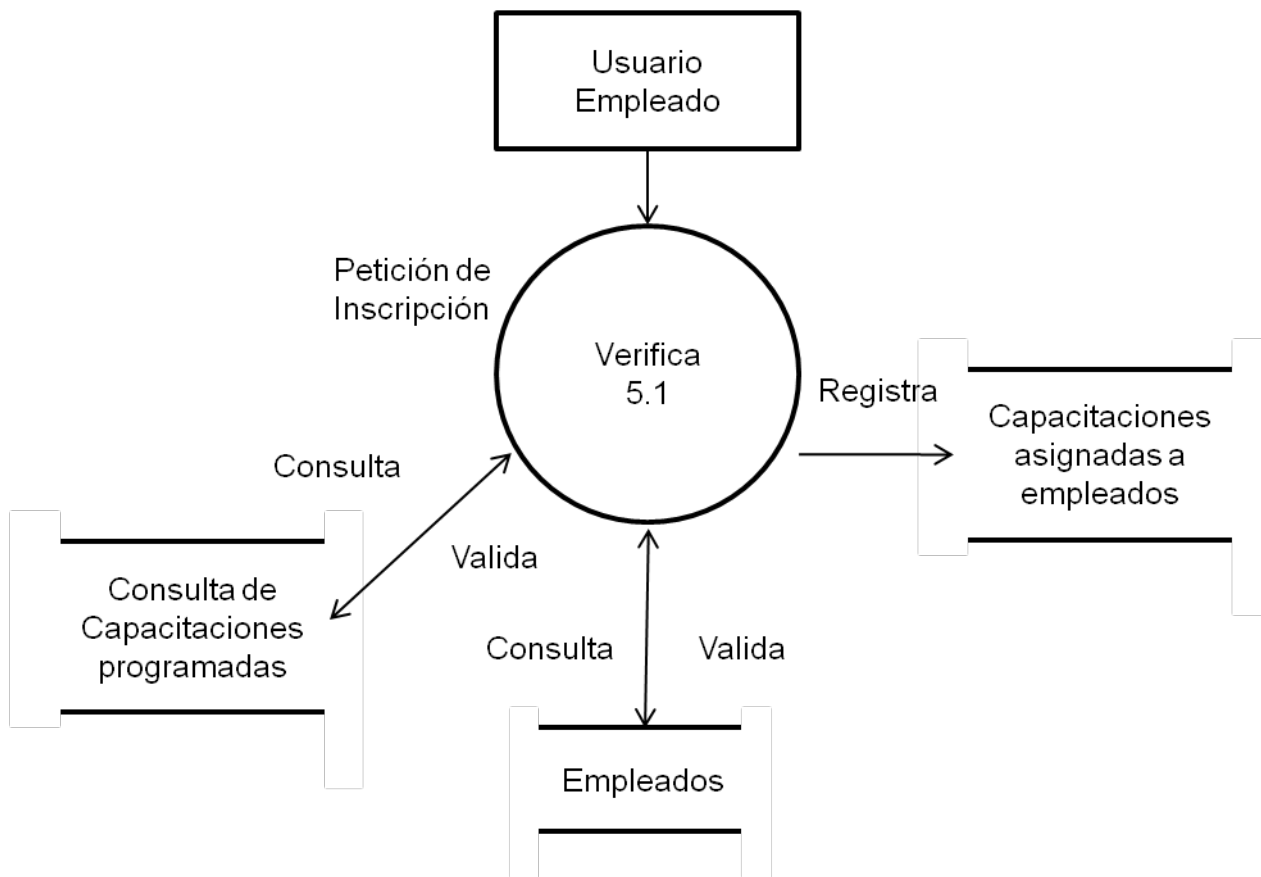 Usuario
Empleado
Petición de
Inscripción
Verifica
5.1
Registra
Capacitaciones
asignadas a
empleados
Consulta
Valida
Consulta de
Capacitaciones
programadas
Consulta
Valida
Empleados